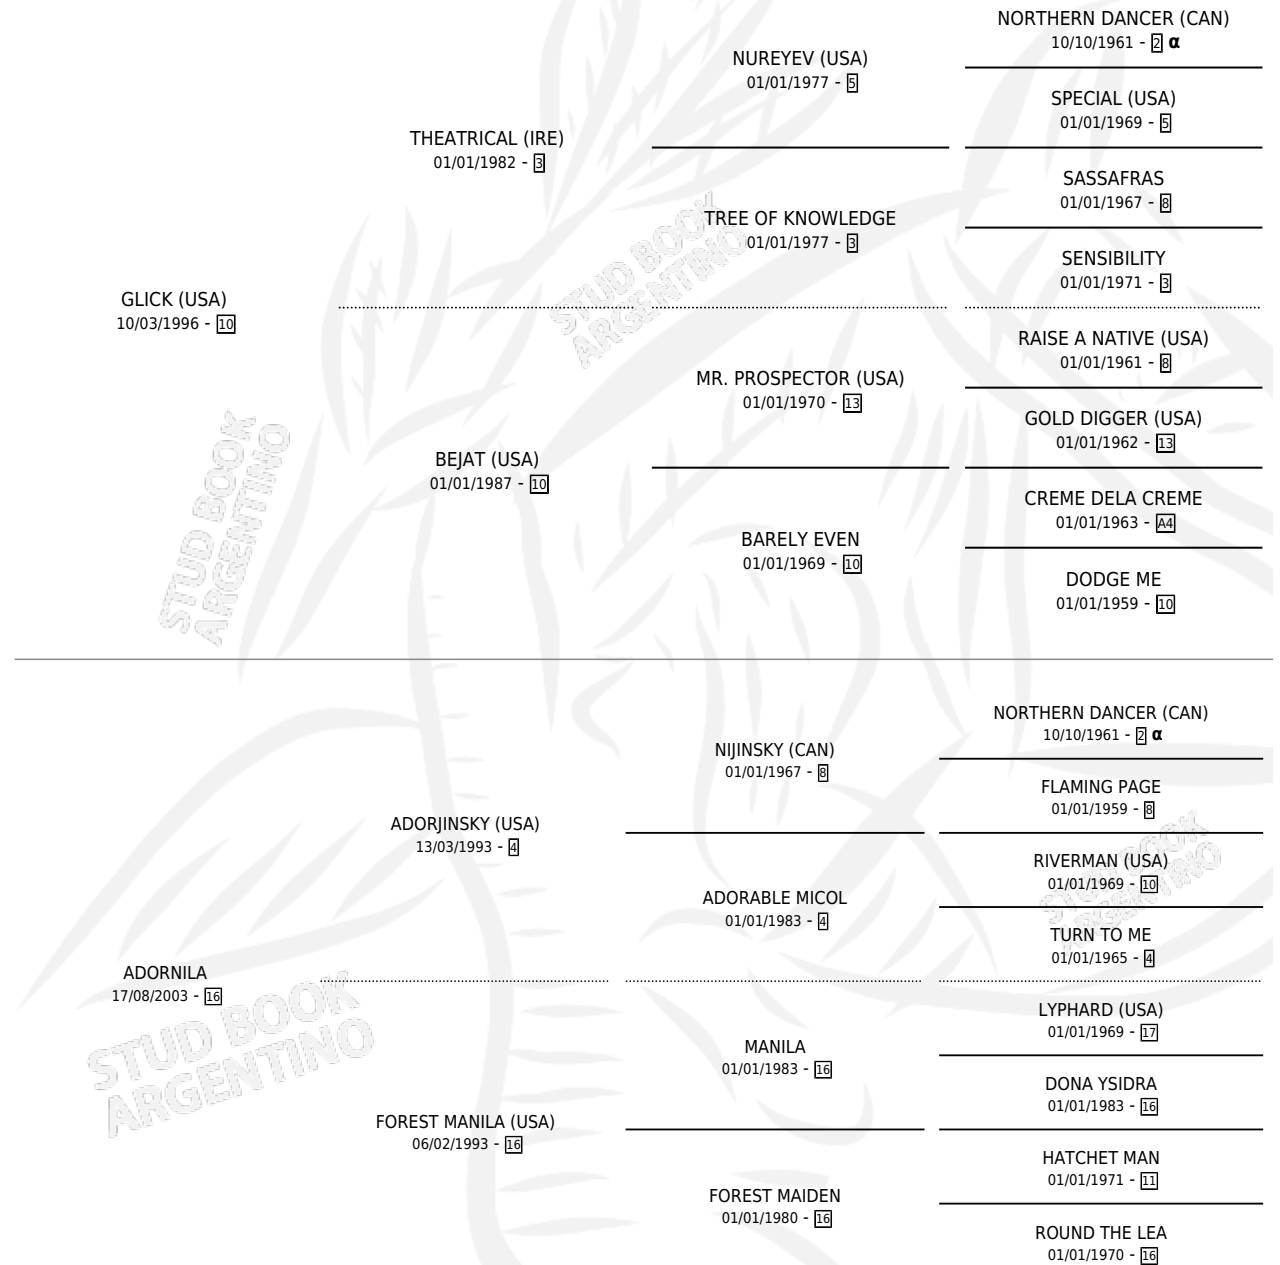 NORTHERN DANCER (CAN)
10/10/1961 - 2 α
NUREYEV (USA)
01/01/1977 - 5
SPECIAL (USA)
01/01/1969 - 5
THEATRICAL (IRE)
01/01/1982 - 3
SASSAFRAS
01/01/1967 - 8
TREE OF KNOWLEDGE
01/01/1977 - 3
SENSIBILITY
01/01/1971 - 3
GLICK (USA)
10/03/1996 - 10
RAISE A NATIVE (USA)
01/01/1961 - 8
MR. PROSPECTOR (USA)
01/01/1970 - 13
GOLD DIGGER (USA)
01/01/1962 - 13
BEJAT (USA)
01/01/1987 - 10
CREME DELA CREME
01/01/1963 - A4
BARELY EVEN
01/01/1969 - 10
DODGE ME
01/01/1959 - 10
NORTHERN DANCER (CAN)
10/10/1961 - 2 α
NIJINSKY (CAN)
01/01/1967 - 8
FLAMING PAGE
01/01/1959 - 8
ADORJINSKY (USA)
13/03/1993 - 4
RIVERMAN (USA)
01/01/1969 - 10
ADORABLE MICOL
01/01/1983 - 4
TURN TO ME
01/01/1965 - 4
ADORNILA
17/08/2003 - 16
LYPHARD (USA)
01/01/1969 - 17
MANILA
01/01/1983 - 16
DONA YSIDRA
01/01/1983 - 16
FOREST MANILA (USA)
06/02/1993 - 16
HATCHET MAN
01/01/1971 - 11
FOREST MAIDEN
01/01/1980 - 16
ROUND THE LEA
01/01/1970 - 16
STUD BOOK
ARGENTINO
STUD BOOK
ARGENTINO
STUD BOOK
ARGENTINO
STUD BOOK
ARGENTINO